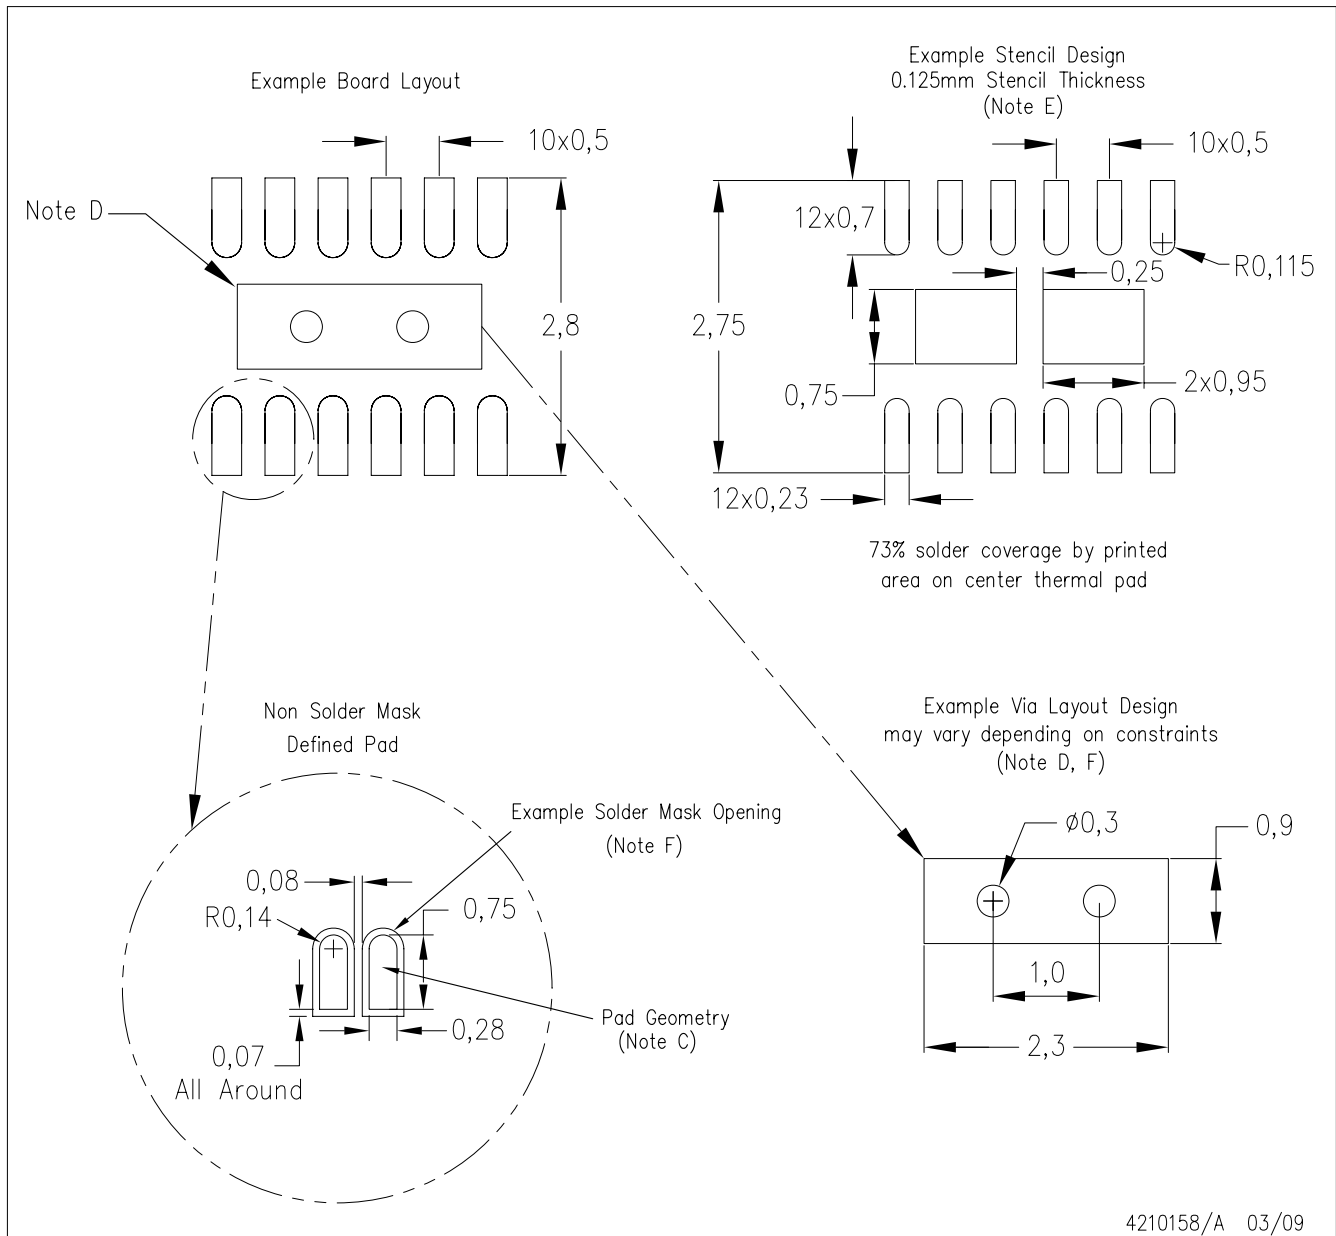 Example Board Layout
10x0,5
Note D
2,8
Example Stencil Design
0.125mm Stencil Thickness
(Note E)
10x0,5
12x0,7
R0,115
0,25
2,75
0,75
2x0,95
12x0,23
73% solder coverage by printed
area on center thermal pad
Non Solder Mask
Defined Pad
Example Solder Mask Opening
(Note F)
0,08
R0,14
0,75
Pad Geometry
(Note C)
0,28
0,07
All Around
Example Via Layout Design
may vary depending on constraints
(Note D, F)
ø0,3
0,9
1,0
2,3
4210158/A 03/09